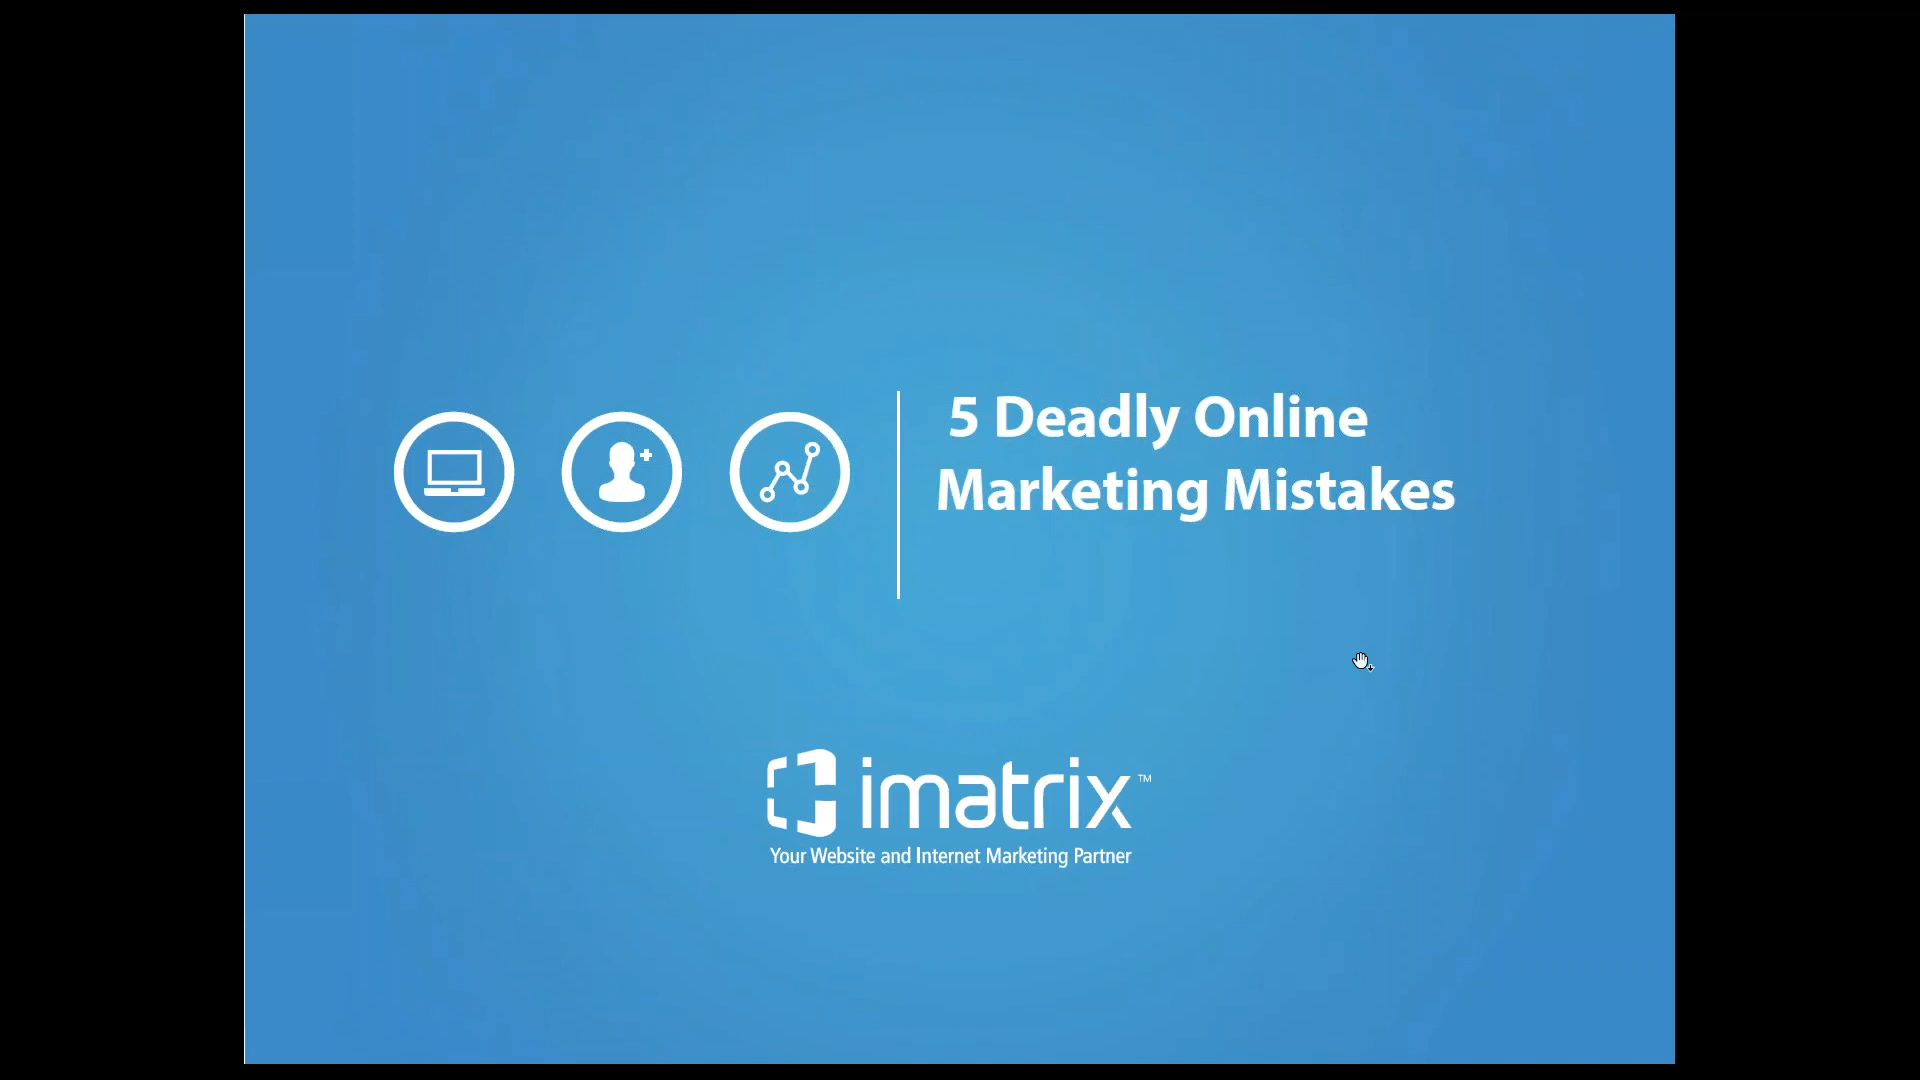 5 Deadly Online
Marketing Mistakes
imatrix™
Your Website and Internet Marketing Partner